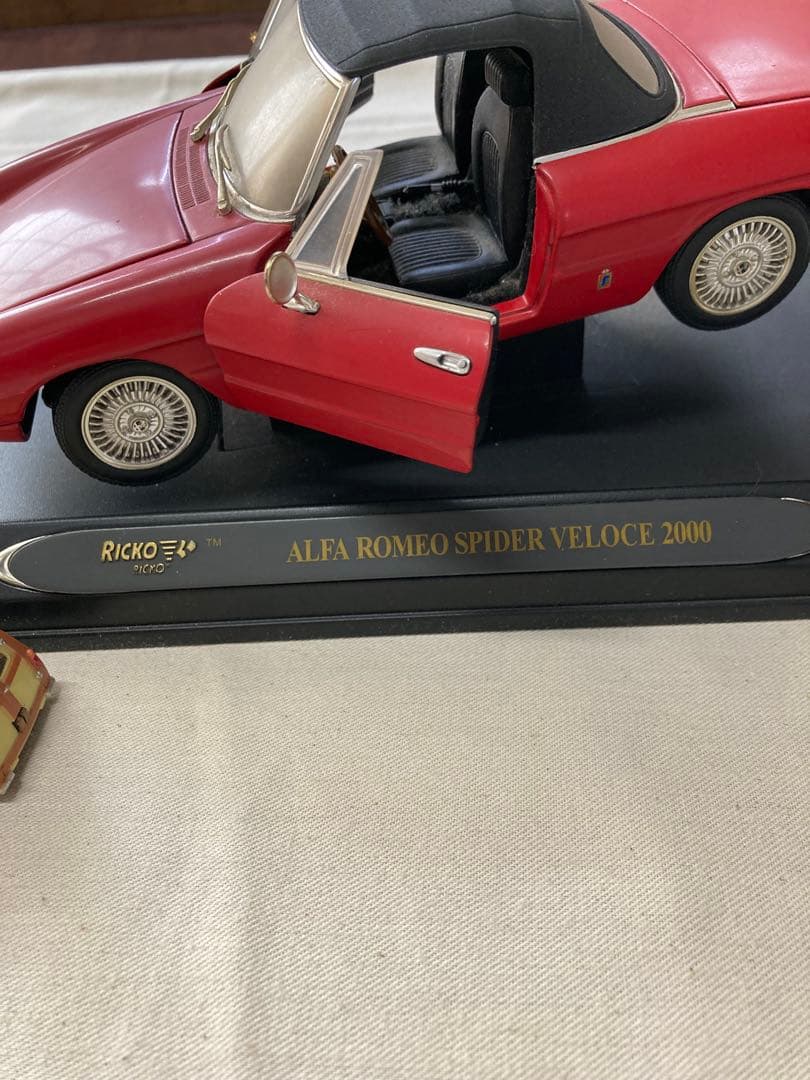 RICKO TM
RICKO
ALFA ROMEO SPIDER VELOCE 2000